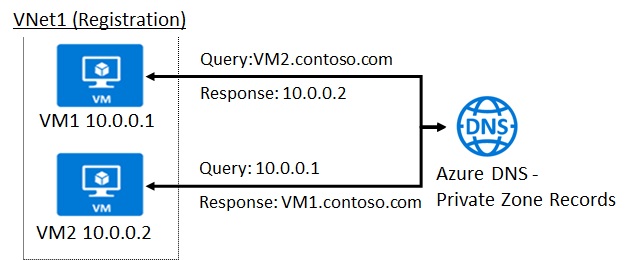 VNet1 (Registration)
VM
VM1 10.0.0.1
Query:VM2.contoso.com
Response: 10.0.0.2
DNS
Azure DNS -
Private Zone Records
VM
VM2 10.0.0.2
Query: 10.0.0.1
Response: VM1.contoso.com